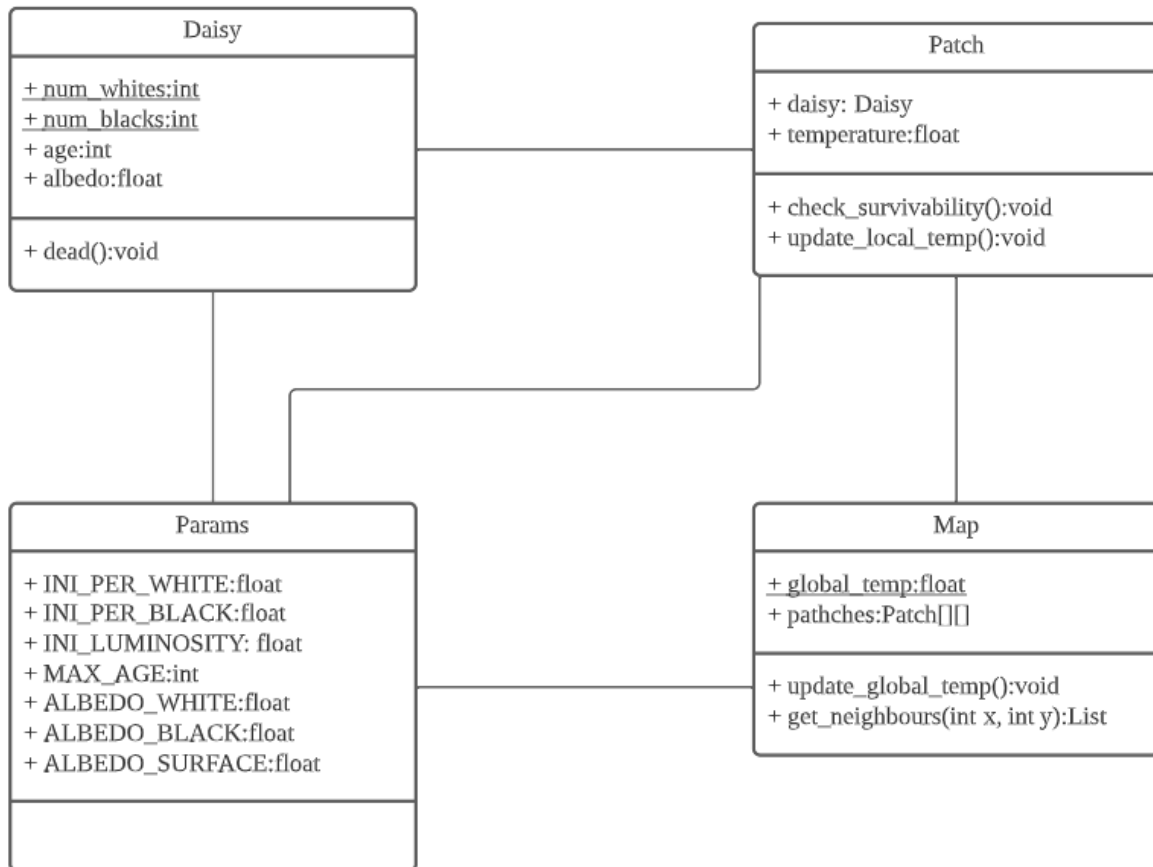 Daisy
+ num_whites:int
+ num_blacks:int
+ age:int
+ albedo:float
+ dead():void
Patch
+ daisy: Daisy
+ temperature:float
+ check_survivability():void
+ update_local_temp():void
Params
+ INI_PER_WHITE:float
+ INI_PER_BLACK:float
+ INI_LUMINOSITY: float
+ MAX_AGE:int
+ ALBEDO_WHITE:float
+ ALBEDO_BLACK:float
+ ALBEDO_SURFACE:float
Map
+ global_temp:float
+ pathches:Patch[][]
+ update_global_temp():void
+ get_neighbours(int x, int y):List